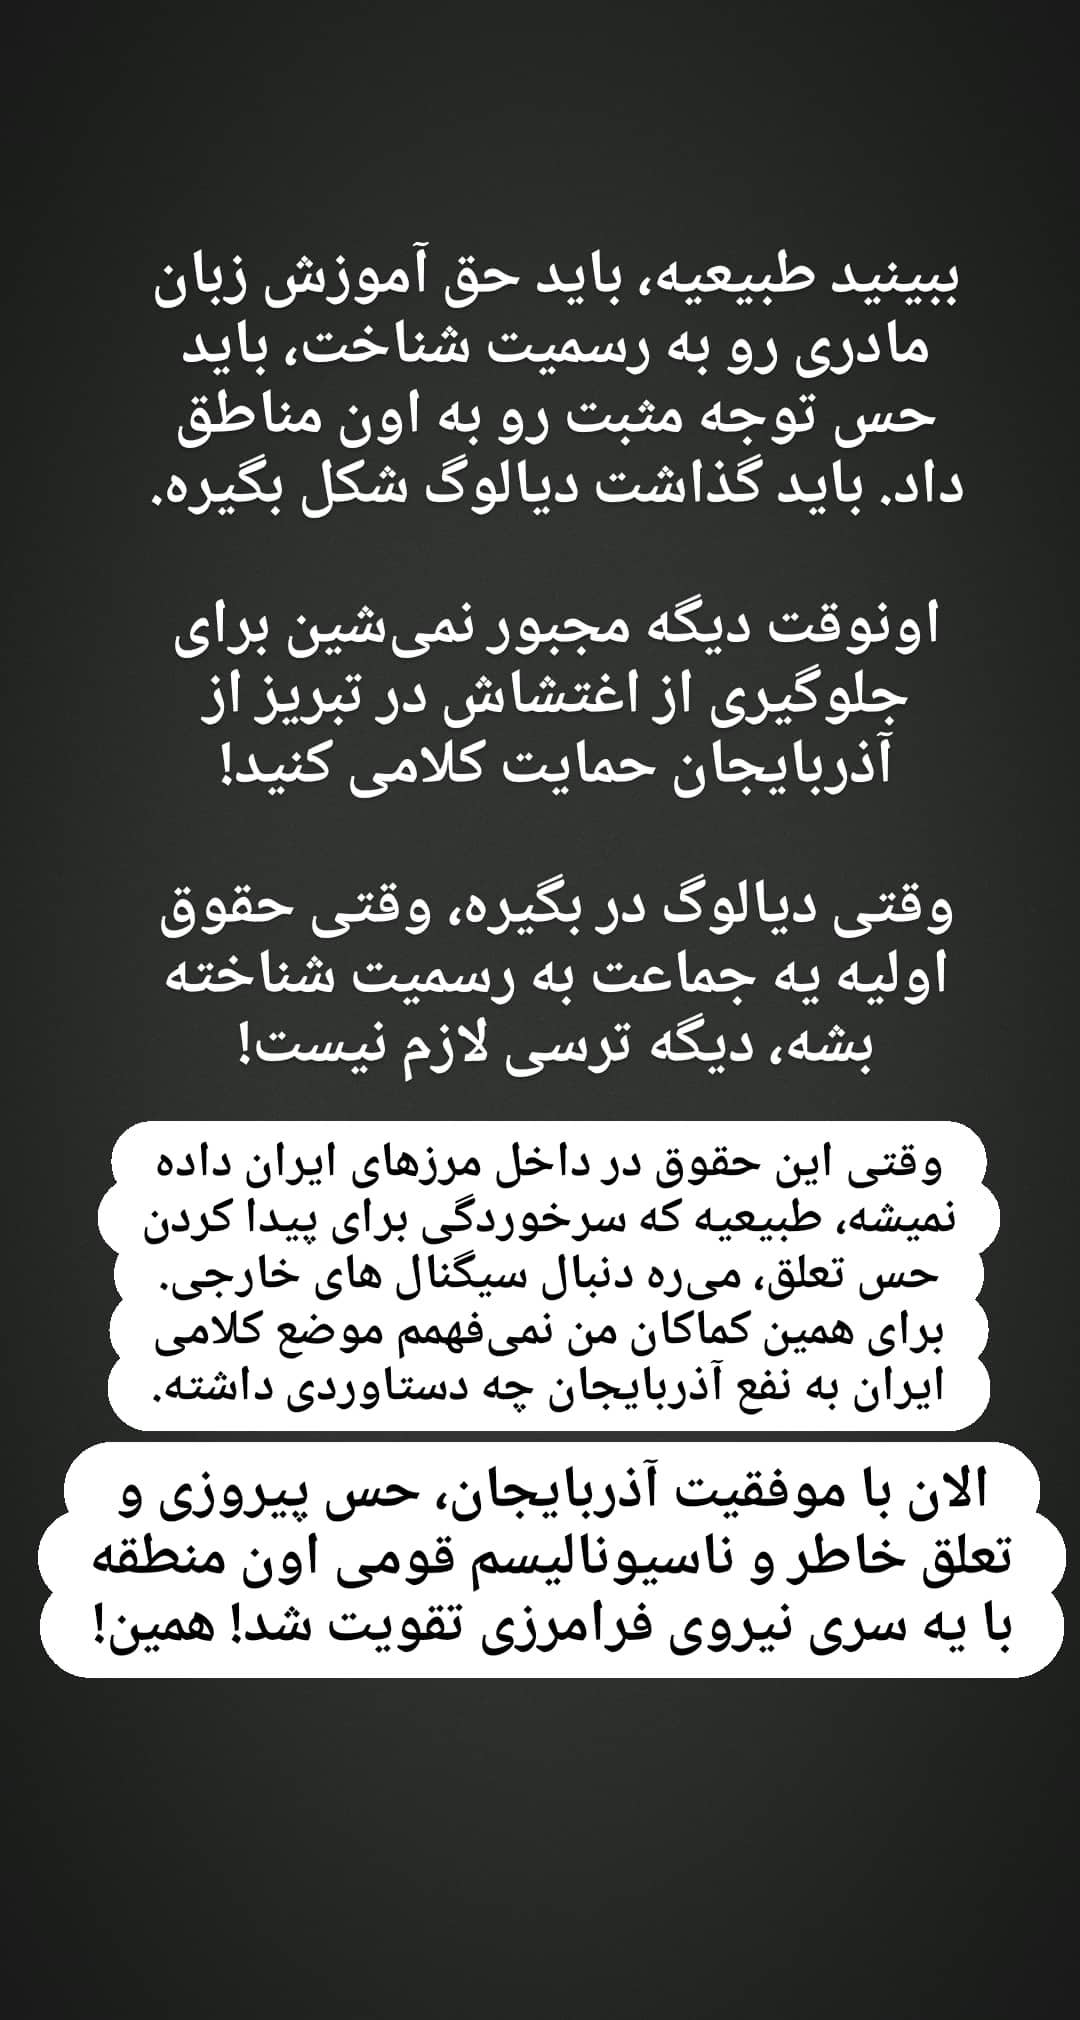 ببینید طبیعیه، باید حق آموزش زبان
مادری رو به رسمیت شناخت، باید
حس توجه مثبت رو به اون مناطق
داد. باید گذاشت دیالوگ شکل بگیره.
اونوقت دیگه مجبور نمی‌شین برای
جلوگیری از اغتشاش در تبریز از
آذربایجان حمایت کلامی کنید!
وقتی دیالوگ در بگیره، وقتی حقوق
اولیه یه جماعت به رسمیت شناخته
بشه، دیگه ترسی لازم نیست!
وقتی این حقوق در داخل مرزهای ایران داده
نمیشه، طبیعیه که سرخوردگی برای پیدا کردن
حس تعلق، می‌ره دنبال سیگنال های خارجی.
برای همین کماکان من نمی‌فهمم موضع کلامی
ایران به نفع آذربایجان چه دستاوردی داشته.
الان با موفقیت آذربایجان، حس پیروزی و
تعلق خاطر و ناسیونالیسم قومی اون منطقه
با یه سری نیروی فرامرزی تقویت شد! همین!